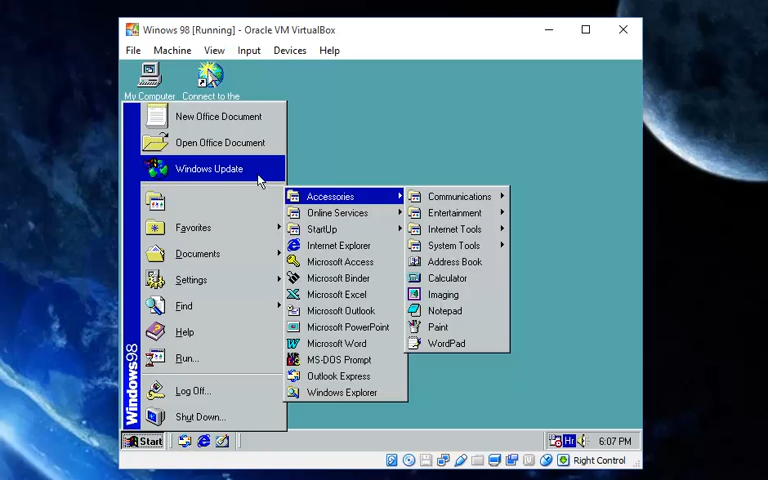 Winows 98 [Running] - Oracle VM VirtualBox
File Machine View Input Devices Help
My Computer Connect to the
New Office Document
Open Office Document
Windows Update
Favorites
Documents
Settings
Find
Help
Run...
Log Off...
Shut Down...
Windows98
Accessories
Online Services
StartUp
Internet Explorer
Microsoft Access
Microsoft Binder
Microsoft Excel
Microsoft Outlook
Microsoft PowerPoint
Microsoft Word
MS-DOS Prompt
Outlook Express
Windows Explorer
Communications
Entertainment
Internet Tools
System Tools
Address Book
Calculator
Imaging
Notepad
Paint
WordPad
Start Hr 6:07 PM
Right Control